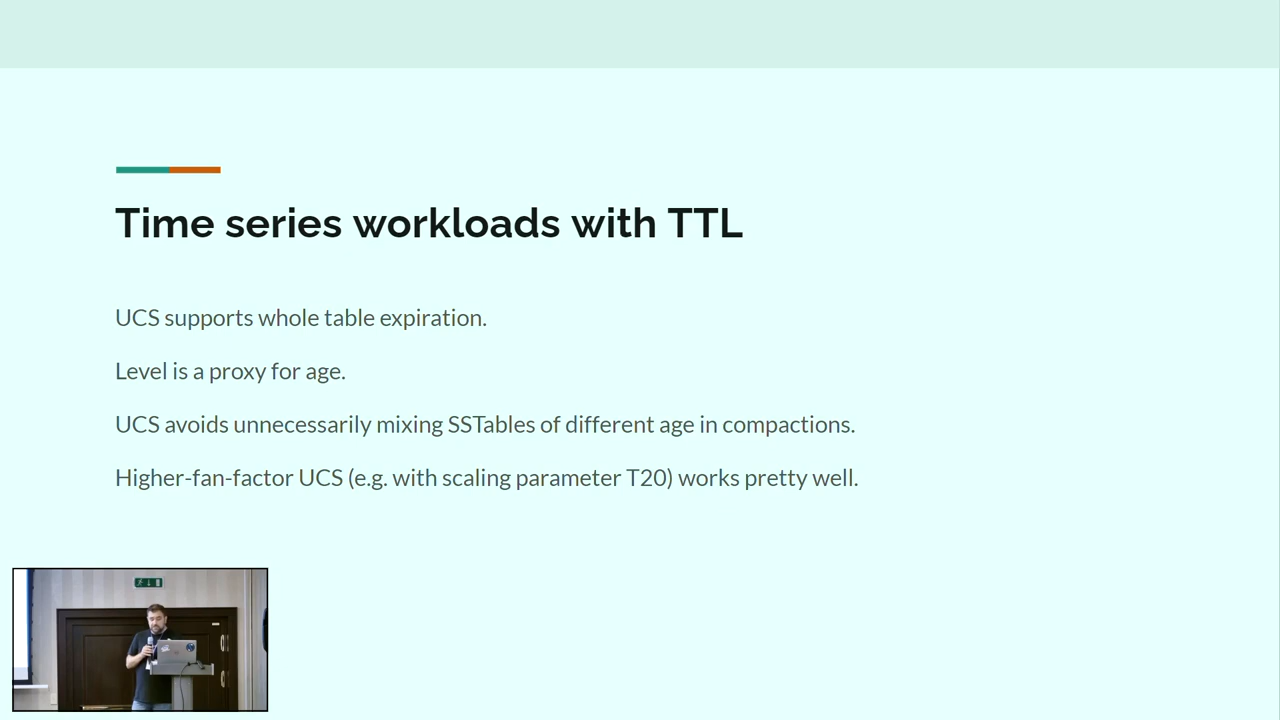 Time series workloads with TTL
UCS supports whole table expiration.
Level is a proxy for age.
UCS avoids unnecessarily mixing SSTables of different age in compactions.
Higher-fan-factor UCS (e.g. with scaling parameter T20) works pretty well.